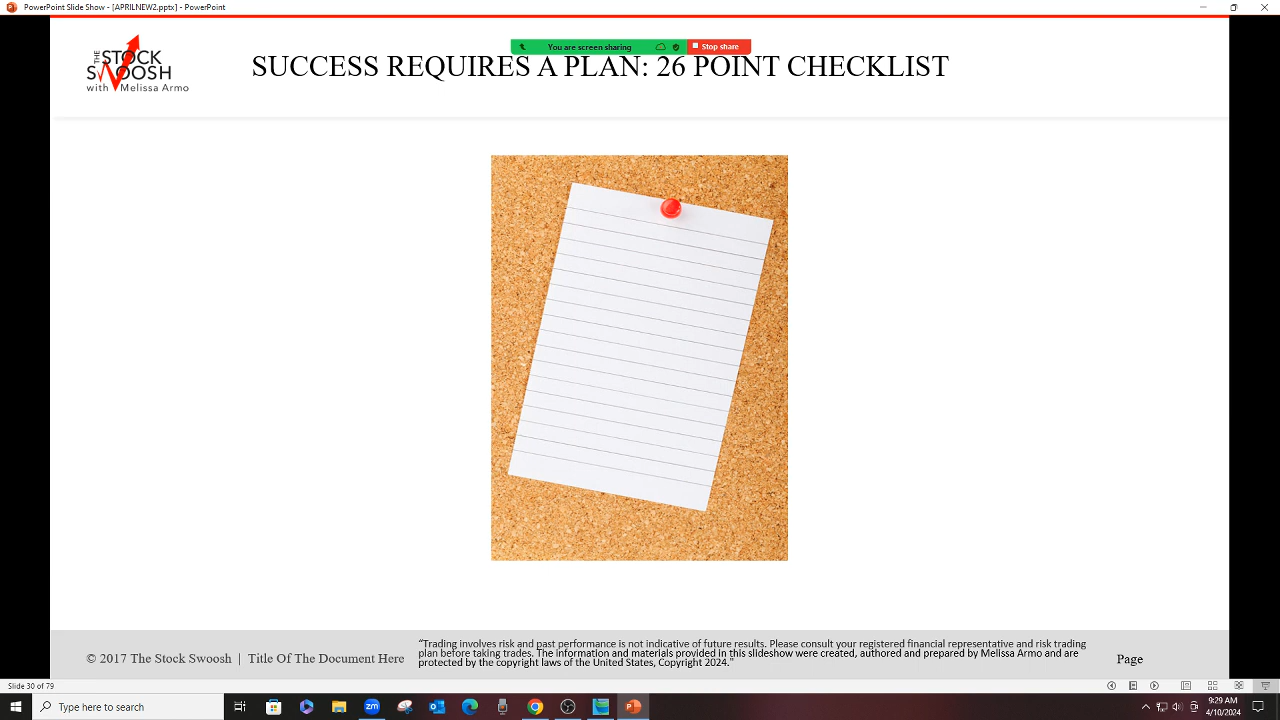 PowerPoint Slide Show - [APRILNEW2.pptx] - PowerPoint
You are screen sharing
Stop share
THE STOCK
SWOOSH
with Melissa Armo
SUCCESS REQUIRES A PLAN: 26 POINT CHECKLIST
© 2017 The Stock Swoosh | Title Of The Document Here
“Trading involves risk and past performance is not indicative of future results. Please consult your registered financial representative and risk trading
plan before taking trades. The information and materials provided in this slideshow were created, authored and prepared by Melissa Armo and are
protected by the copyright laws of the United States, Copyright 2024.”
Page
Slide 30 of 79
Type here to search
9:29 AM
4/10/2024